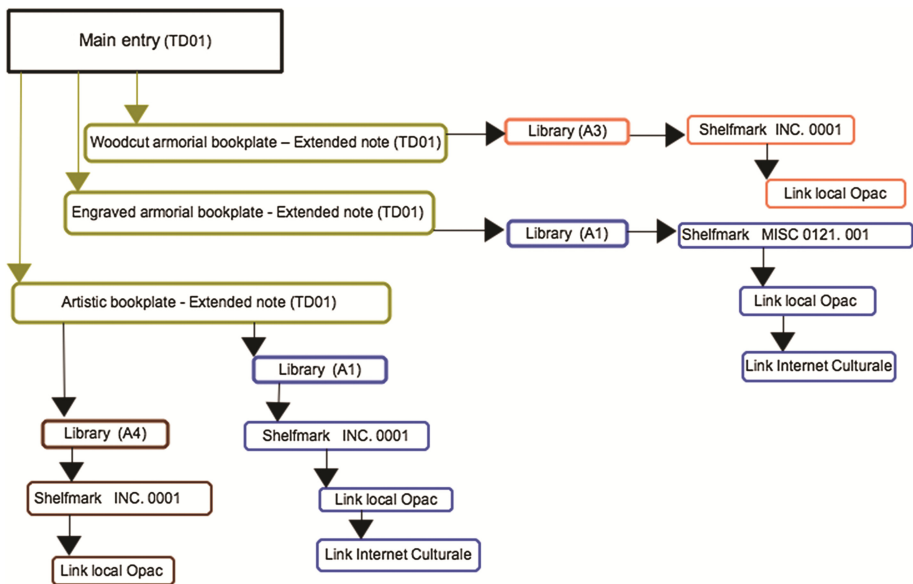 Main entry (TD01)
Woodcut armorial bookplate – Extended note (TD01)
Library (A3)
Shelfmark INC. 0001
Link local Opac
Engraved armorial bookplate - Extended note (TD01)
Library (A1)
Shelfmark MISC 0121. 001
Link local Opac
Link Internet Culturale
Artistic bookplate - Extended note (TD01)
Library (A1)
Shelfmark INC. 0001
Link local Opac
Link Internet Culturale
Library (A4)
Shelfmark INC. 0001
Link local Opac